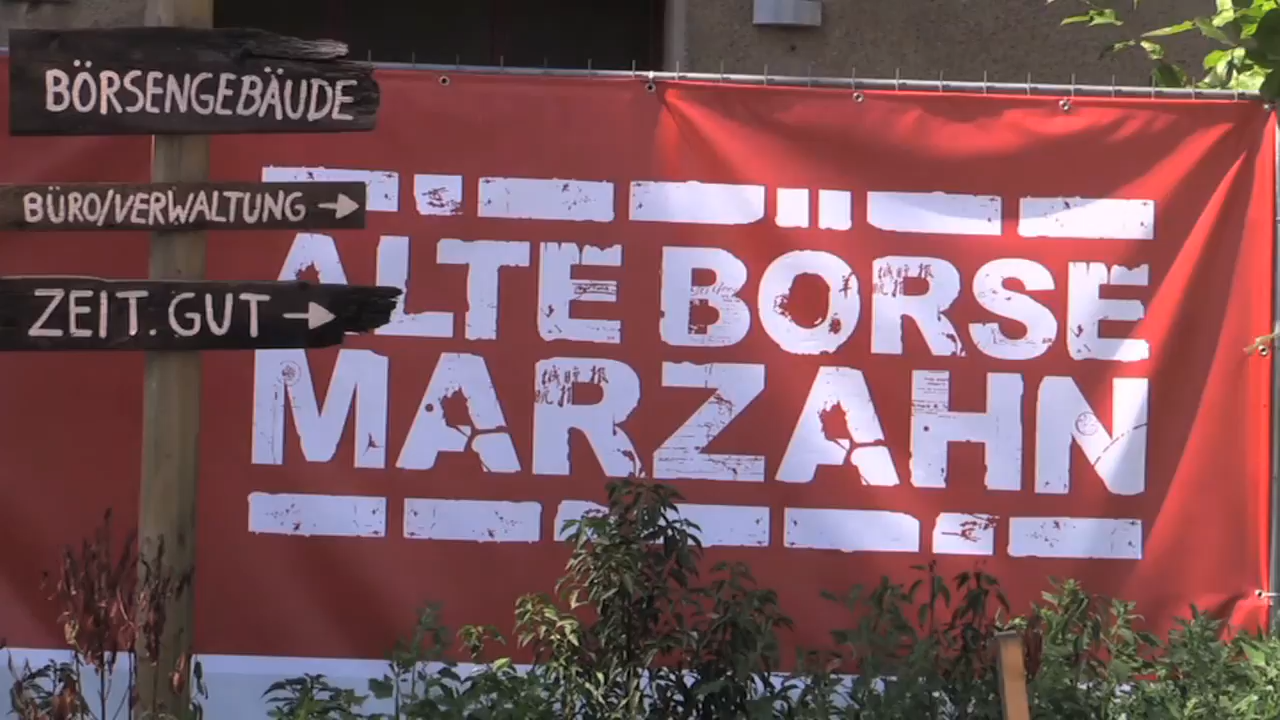 BÖRSENGEBÄUDE
BÜRO/VERWALTUNG
ZEIT.GUT
ALTE BÖRSE
MARZAHN